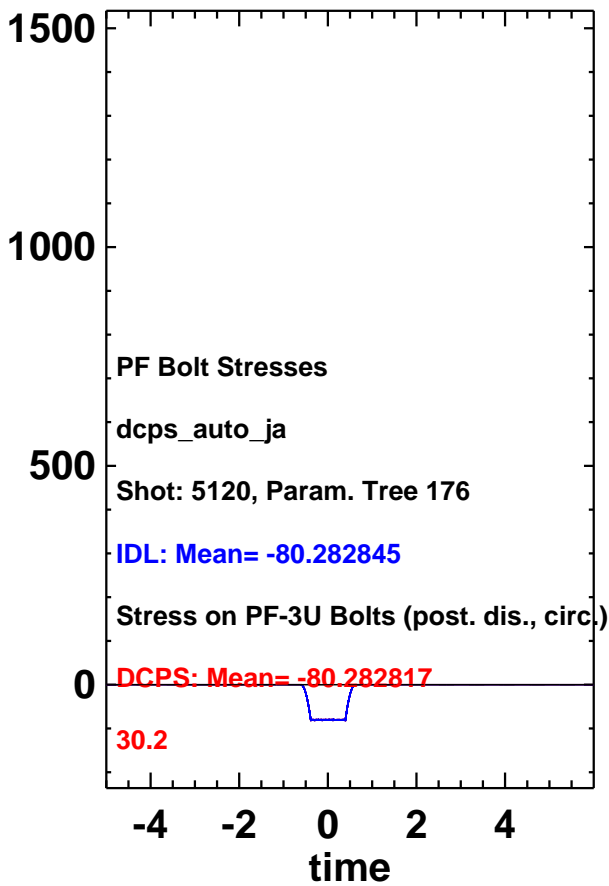 1500
1000
PF Bolt Stresses
dcps_auto_ja
500
Shot: 5120, Param. Tree 176
IDL: Mean= -80.282845
Stress on PF-3U Bolts (post. dis., circ.)
0
DCPS: Mean= -80.282817
30.2
-4 -2 0 2 4
time